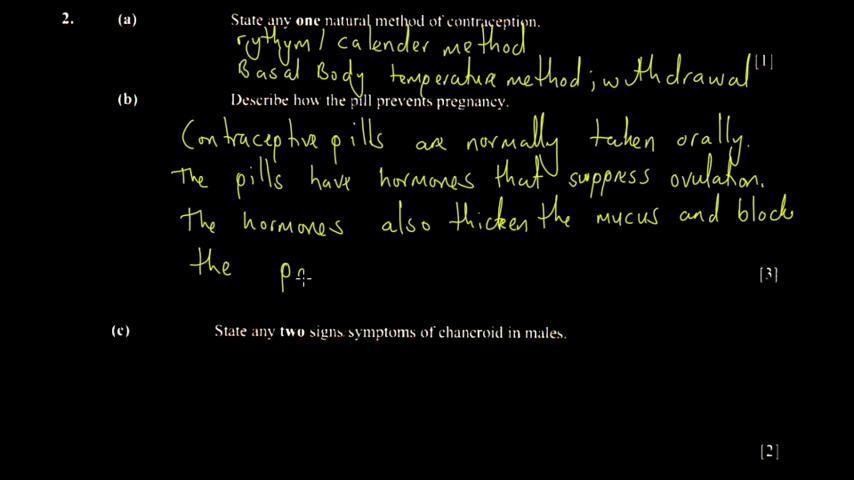 2. (a) State any one natural method of contraception.
rythym / calender method
Basal Body temperature method; withdrawal [1]
(b) Describe how the pill prevents pregnancy.
Contraceptive pills are normally taken orally.
The pills have hormones that suppress ovulation.
The hormones also thicken the mucus and block
the pa [3]
(c) State any two signs symptoms of chancroid in males.
[2]